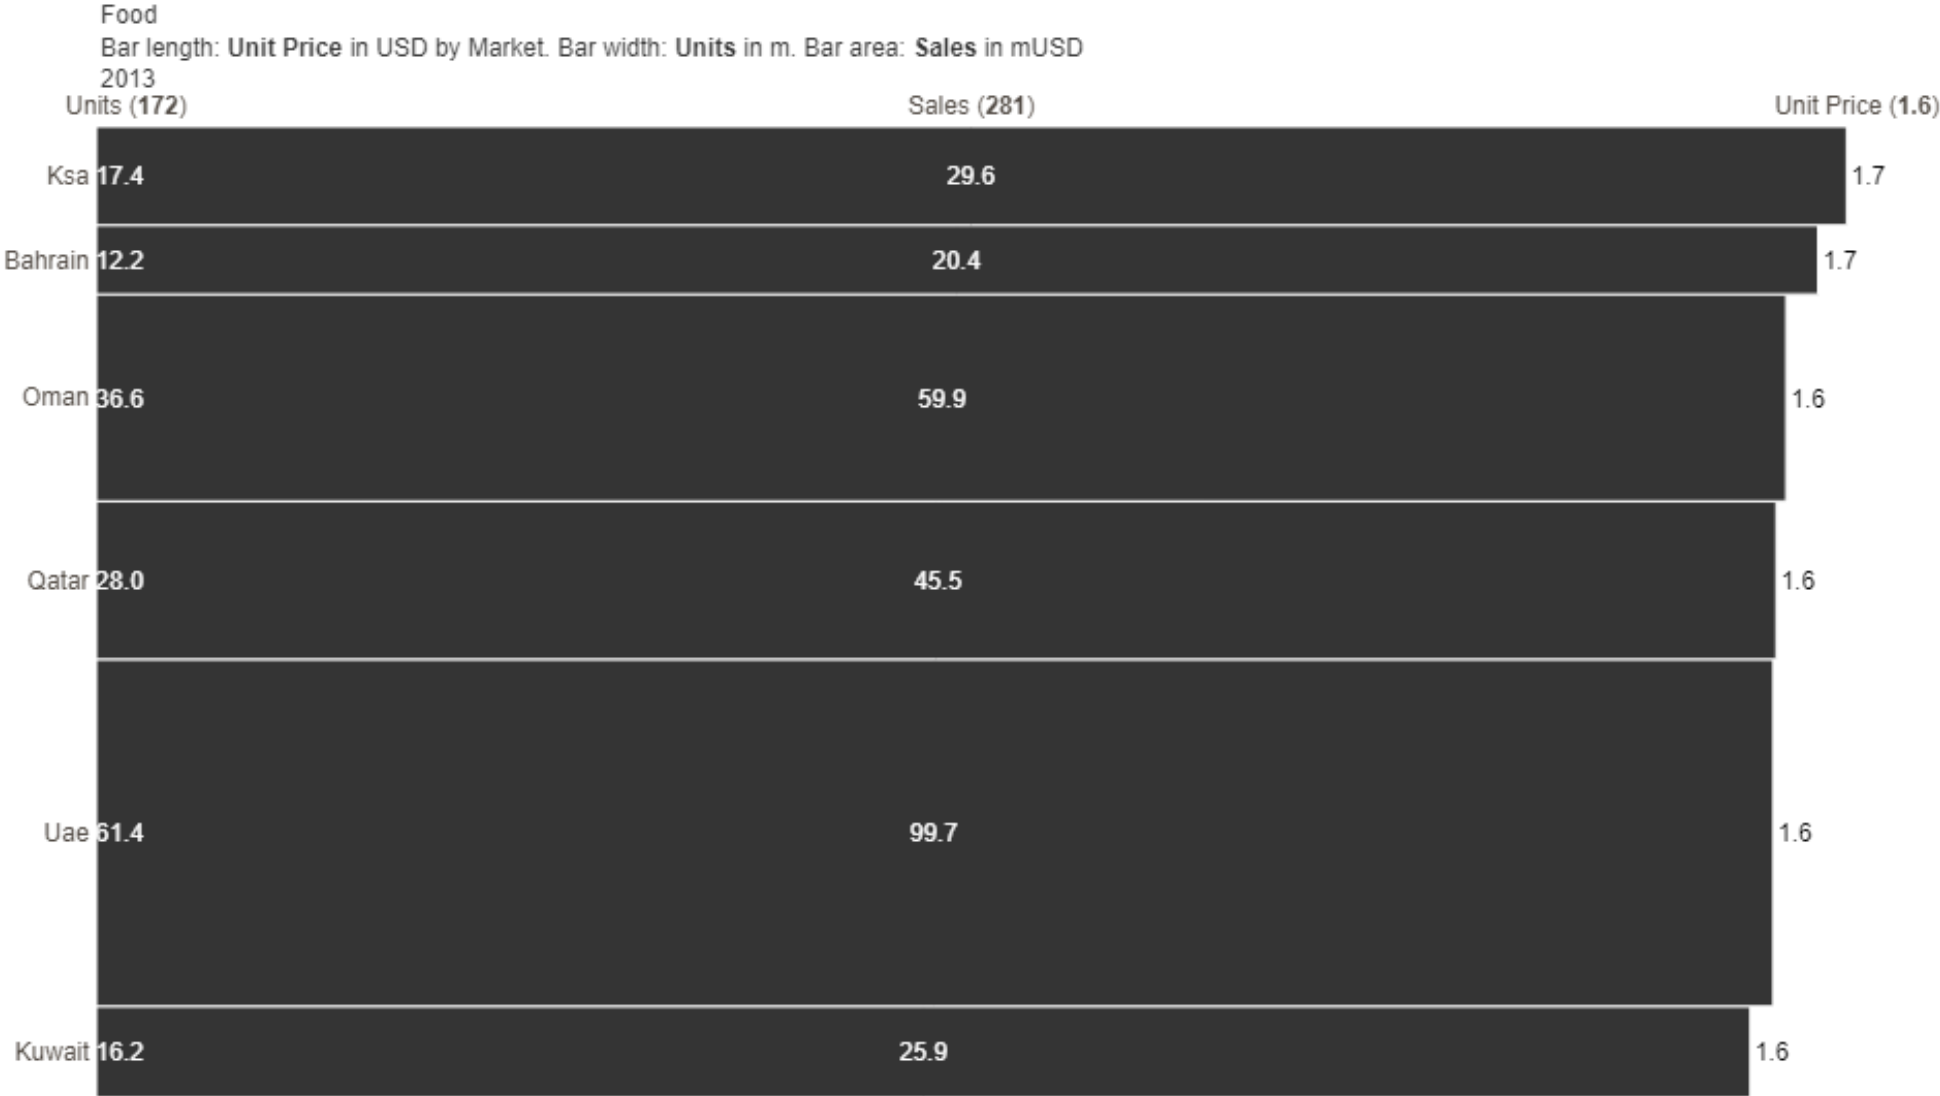 Food
Bar length: Unit Price in USD by Market. Bar width: Units in m. Bar area: Sales in mUSD
2013
Units (172) Sales (281) Unit Price (1.6)
Ksa 17.4 29.6 1.7
Bahrain 12.2 20.4 1.7
Oman 36.6 59.9 1.6
Qatar 28.0 45.5 1.6
Uae 61.4 99.7 1.6
Kuwait 16.2 25.9 1.6